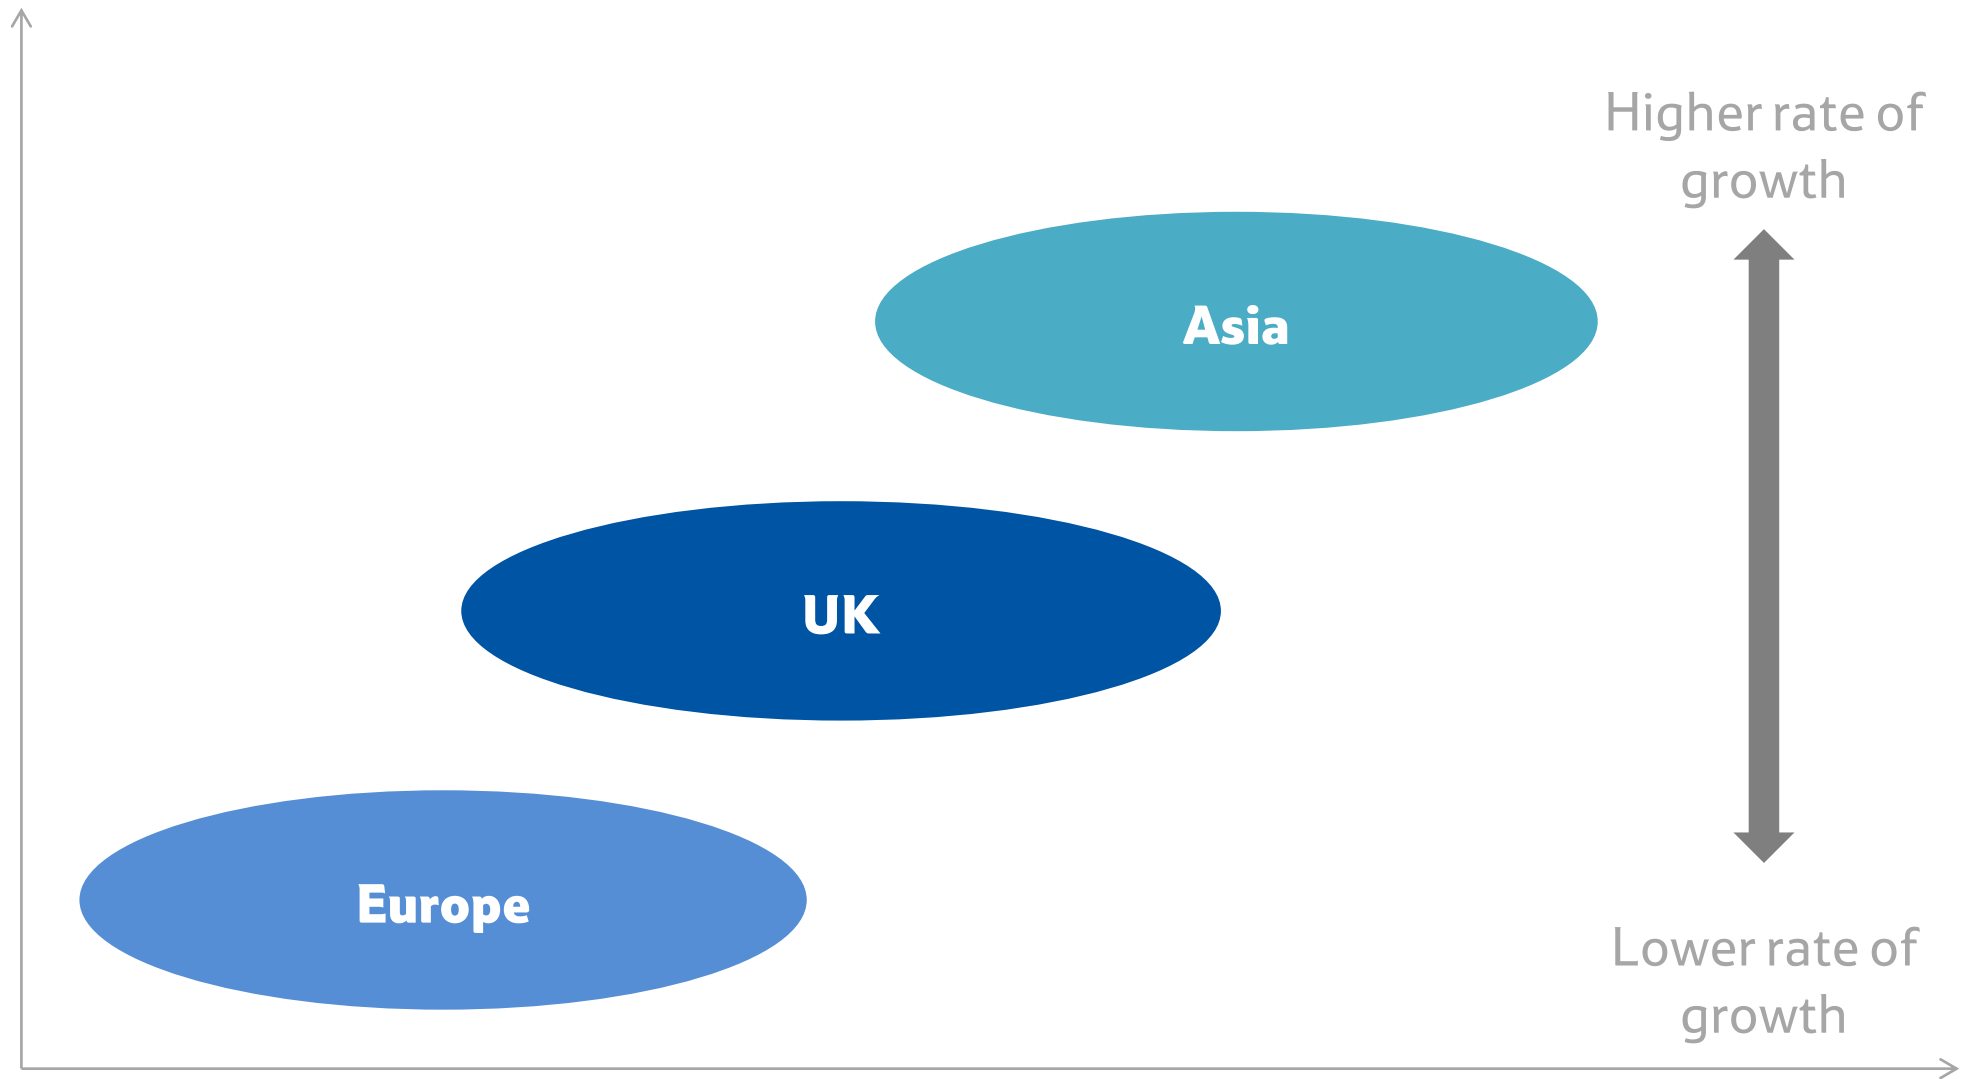 Higher rate of
growth
Asia
UK
Europe
Lower rate of
growth